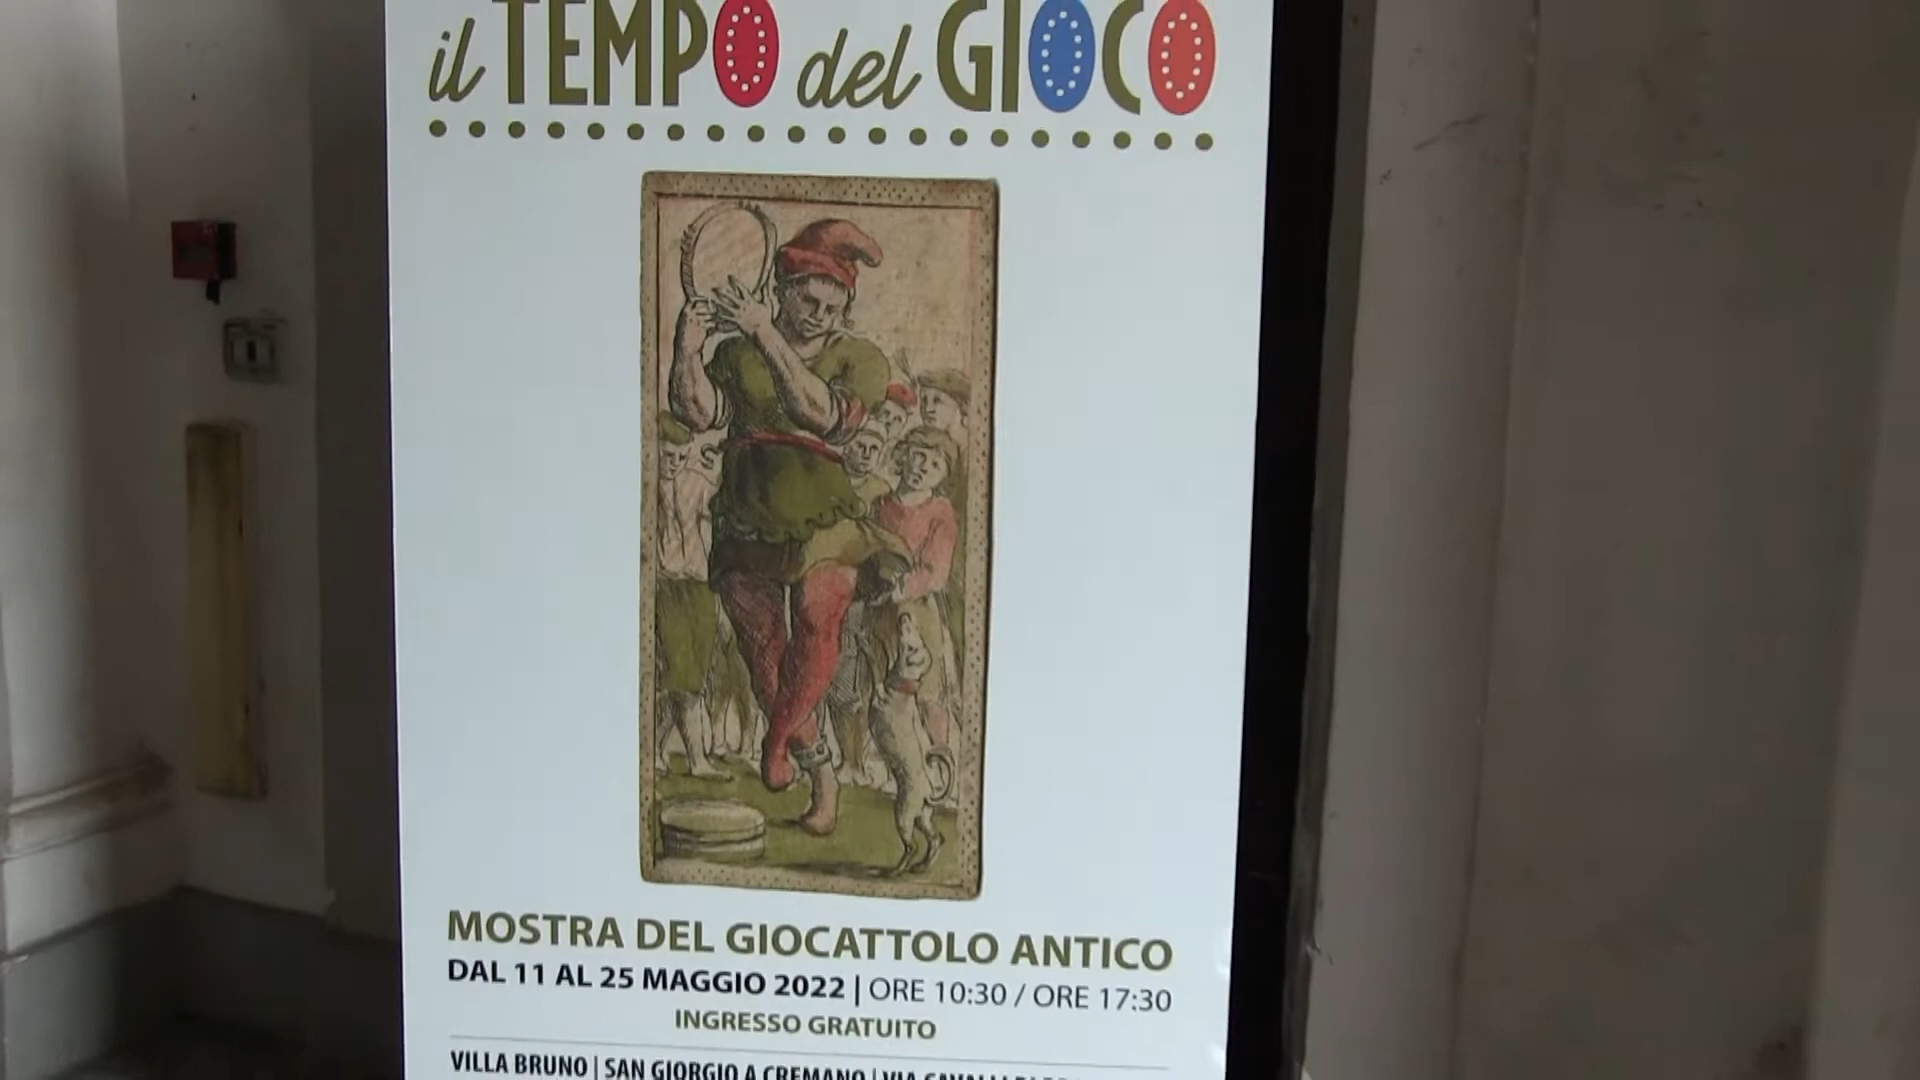 il TEMPO del GIOCO
MOSTRA DEL GIOCATTOLO ANTICO
DAL 11 AL 25 MAGGIO 2022 | ORE 10:30 / ORE 17:30
INGRESSO GRATUITO
VILLA BRUNO | SAN GIORGIO A CREMANO | VIA